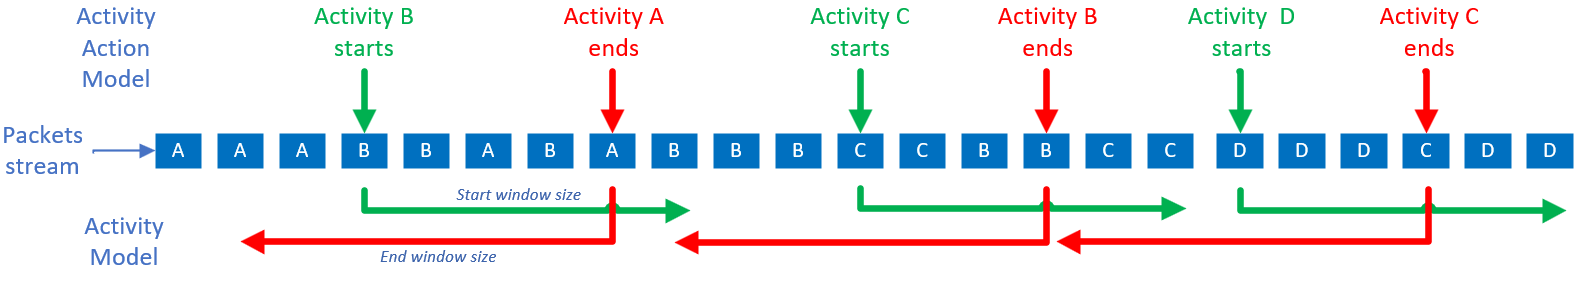 Activity
Action
Model
Activity B
starts
Activity A
ends
Activity C
starts
Activity B
ends
Activity  D
starts
Activity C
ends
Packets
stream
A A A B B A B A B B B C C B B C C D D D C D D
Start window size
Activity
Model
End window size